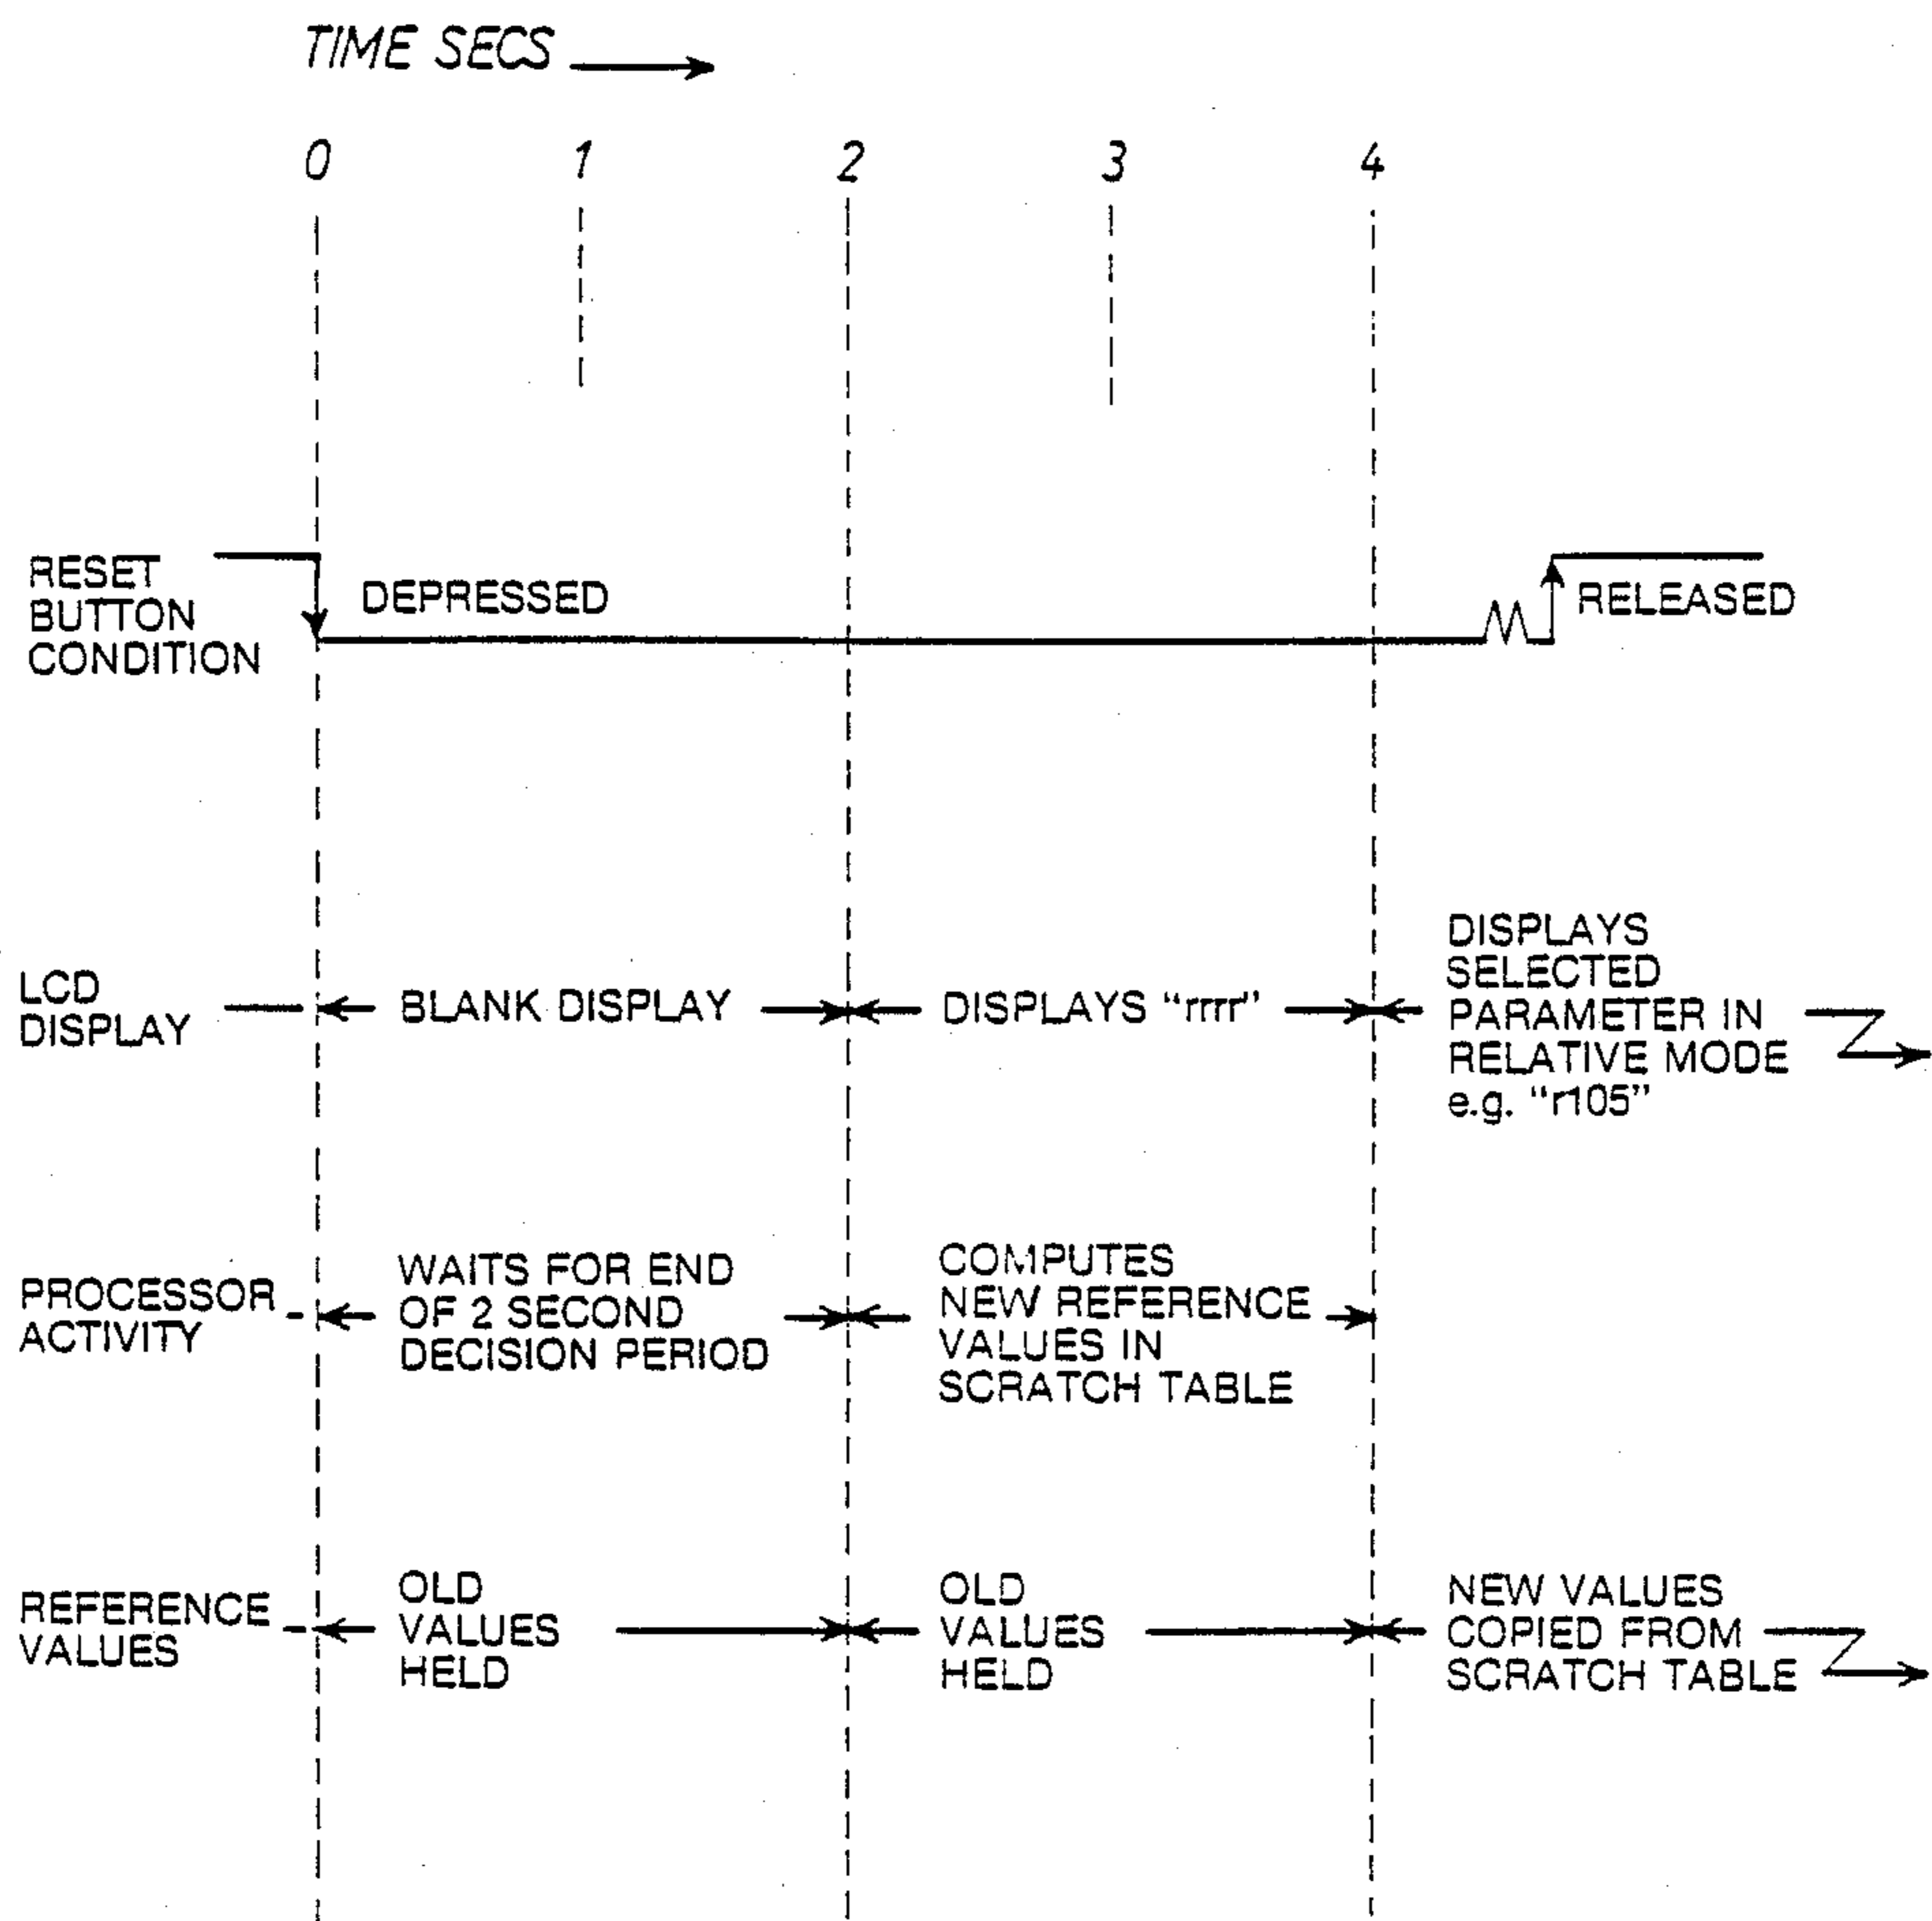 TIME SECS
0 1 2 3 4
RESET
BUTTON
CONDITION
DEPRESSED
RELEASED
LCD
DISPLAY
BLANK DISPLAY
DISPLAYS "rrrr"
DISPLAYS
SELECTED
PARAMETER IN
RELATIVE MODE
e.g. "r105"
PROCESSOR
ACTIVITY
WAITS FOR END
OF 2 SECOND
DECISION PERIOD
COMPUTES
NEW REFERENCE
VALUES IN
SCRATCH TABLE
REFERENCE
VALUES
OLD
VALUES
HELD
OLD
VALUES
HELD
NEW VALUES
COPIED FROM
SCRATCH TABLE